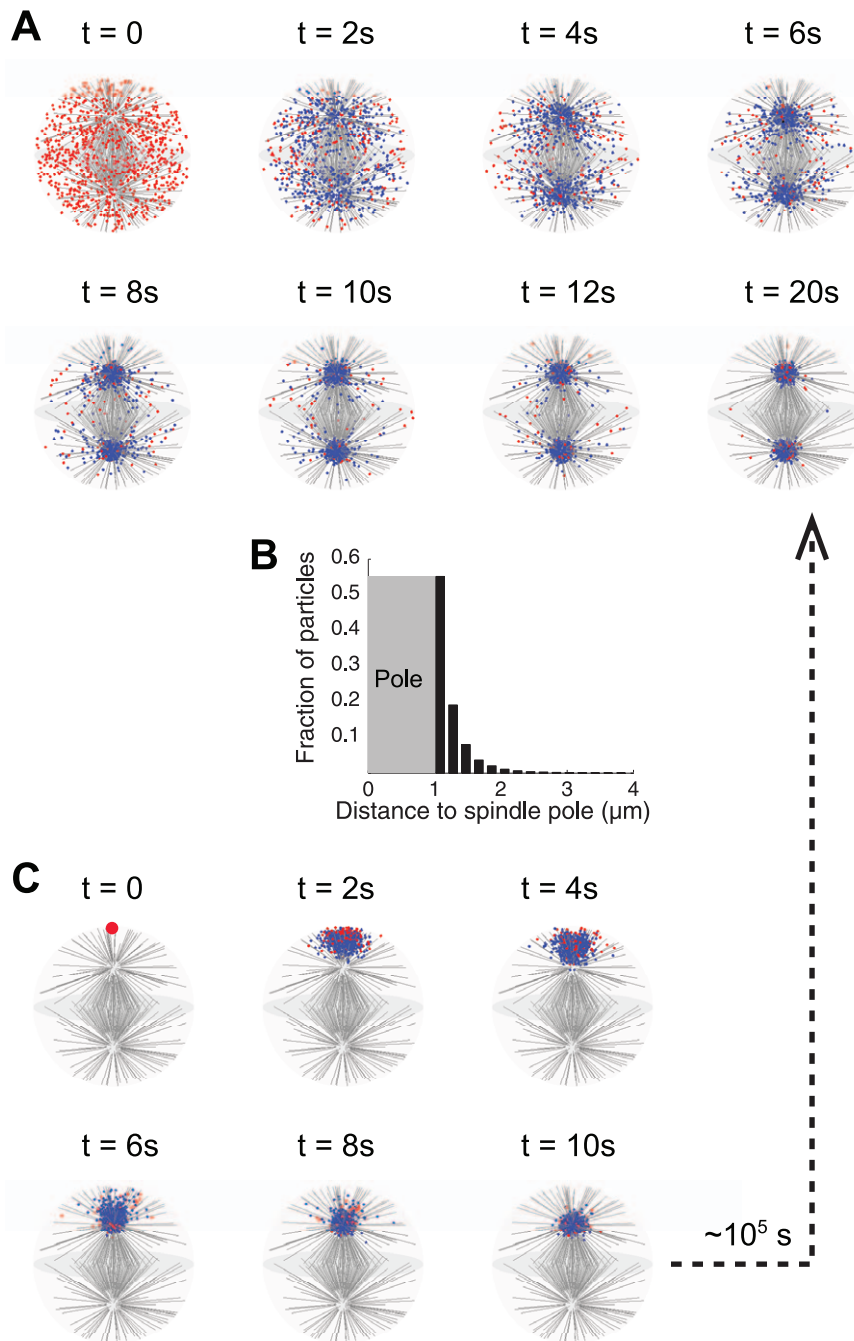 A
t = 0
t = 2s
t = 4s
t = 6s
t = 8s
t = 10s
t = 12s
t = 20s
B
Fraction of particles
0.6
0.5
0.4
0.3
0.2
0.1
Pole
0 1 2 3 4
Distance to spindle pole (μm)
C
t = 0
t = 2s
t = 4s
t = 6s
t = 8s
t = 10s
~10⁵ s